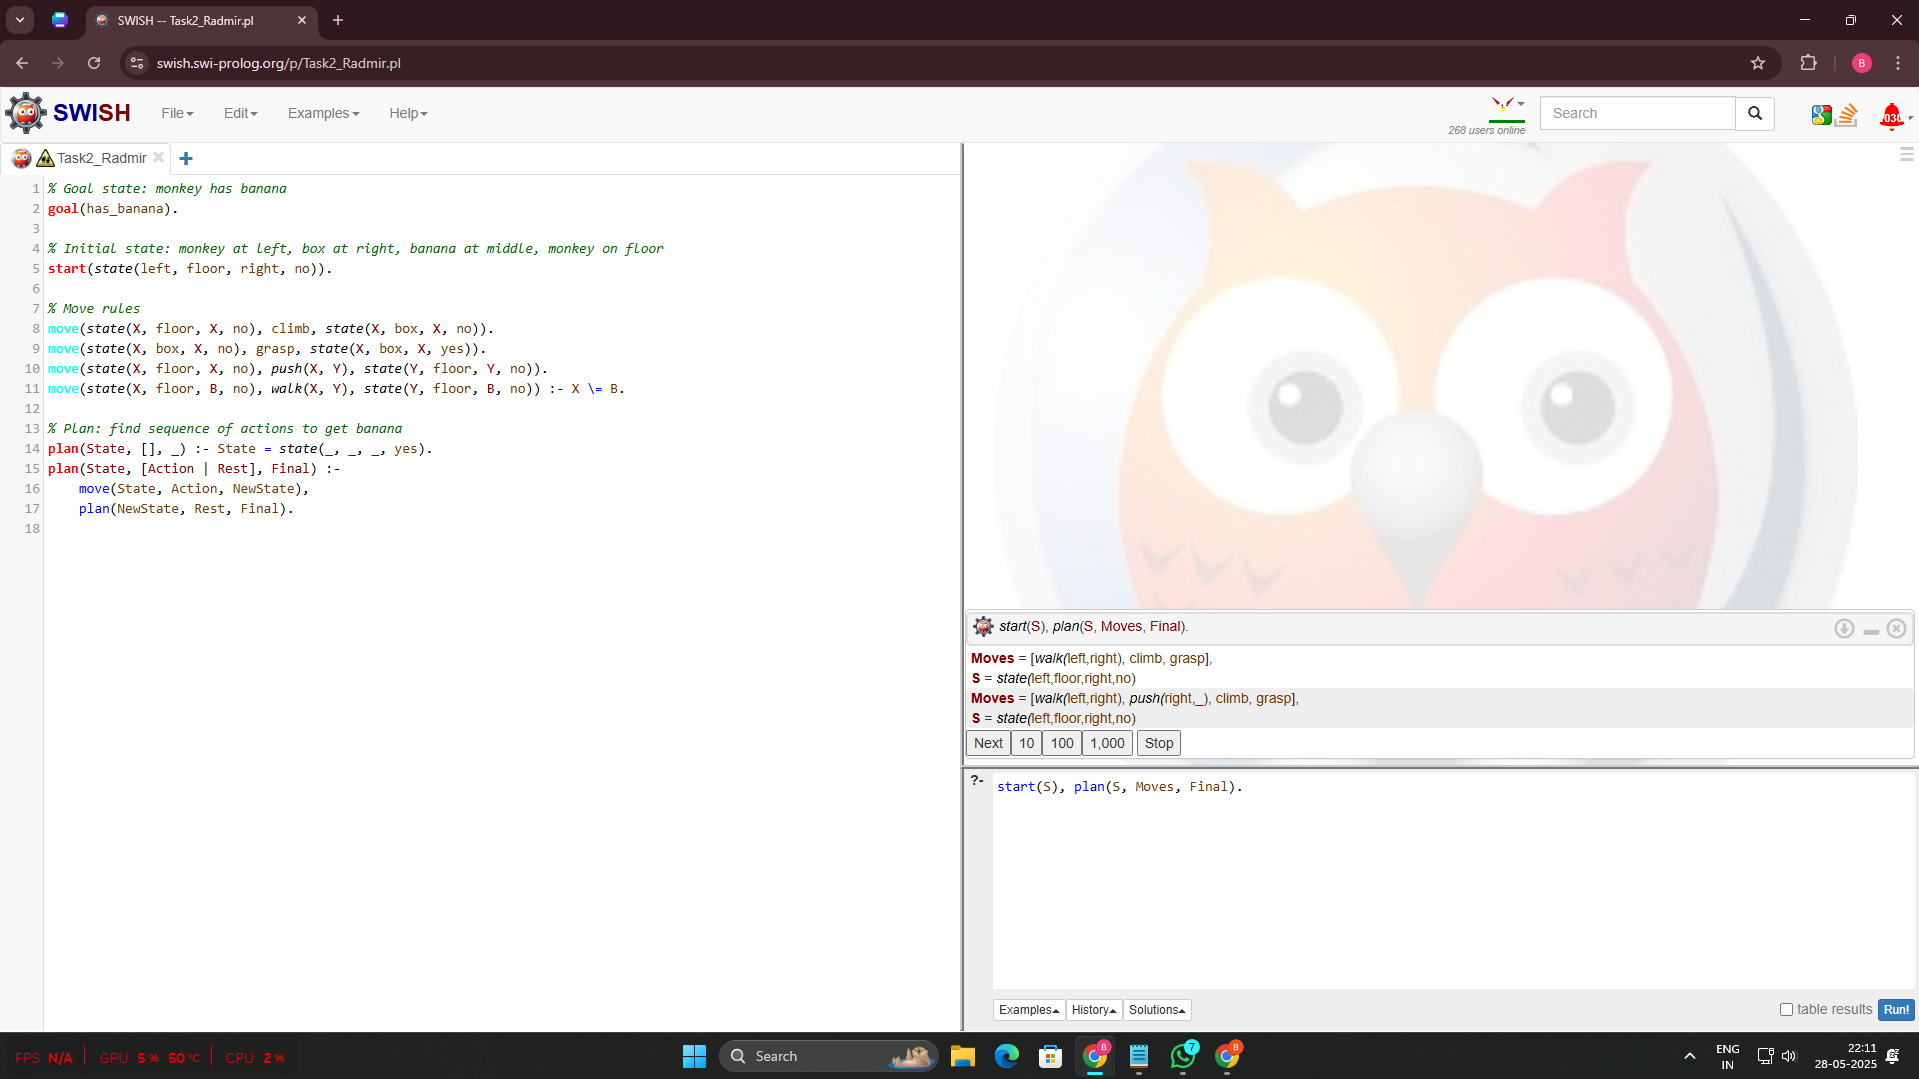 SWISH -- Task2_Radmir.pl
swish.swi-prolog.org/p/Task2_Radmir.pl
B
SWISH
File
Edit
Examples
Help
268 users online
Search
Task2_Radmir
1 % Goal state: monkey has banana
2 goal(has_banana).
3
4 % Initial state: monkey at left, box at right, banana at middle, monkey on floor
5 start(state(left, floor, right, no)).
6
7 % Move rules
8 move(state(X, floor, X, no), climb, state(X, box, X, no)).
9 move(state(X, box, X, no), grasp, state(X, box, X, yes)).
10 move(state(X, floor, X, no), push(X, Y), state(Y, floor, Y, no)).
11 move(state(X, floor, B, no), walk(X, Y), state(Y, floor, B, no)) :- X \= B.
12
13 % Plan: find sequence of actions to get banana
14 plan(State, [], _) :- State = state(_, _, _, yes).
15 plan(State, [Action | Rest], Final) :-
16 move(State, Action, NewState),
17 plan(NewState, Rest, Final).
18
start(S), plan(S, Moves, Final).
Moves = [walk(left,right), climb, grasp],
S = state(left,floor,right,no)
Moves = [walk(left,right), push(right,_), climb, grasp],
S = state(left,floor,right,no)
Next 10 100 1,000 Stop
?- start(S), plan(S, Moves, Final).
Examples History Solutions
table results Run!
FPS N/A GPU 5 % 50 °C CPU 2 %
Search
B
7
B
ENG
IN
22:11
28-05-2025